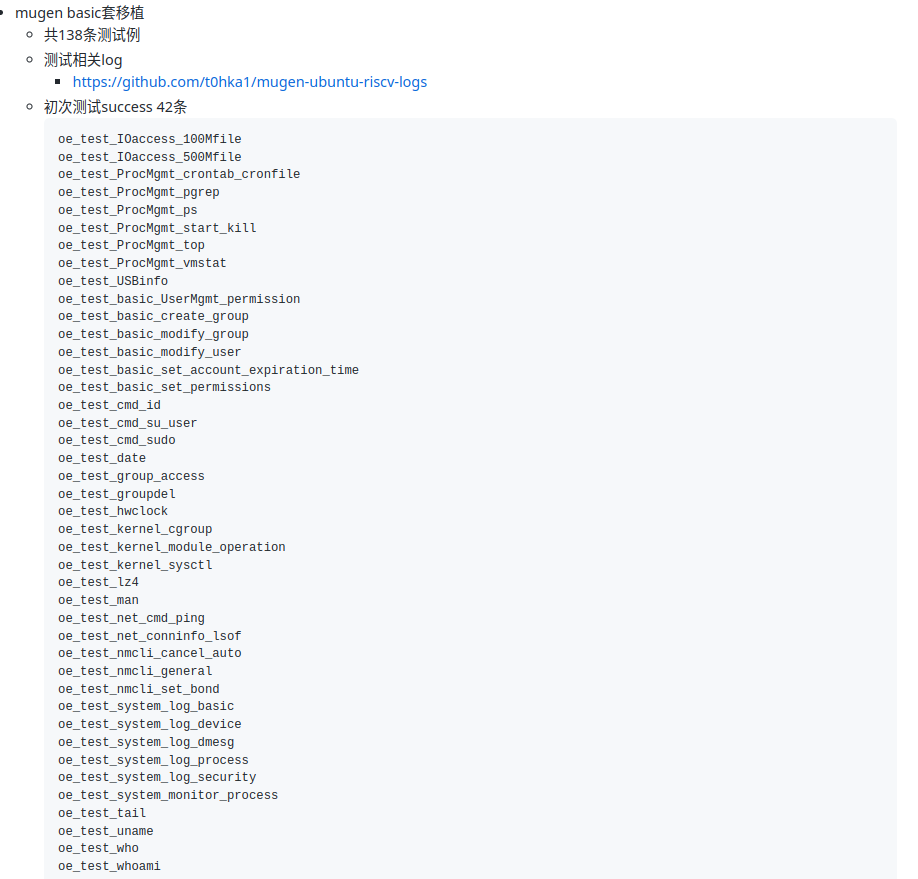 mugen basic套移植
共138条测试例
测试相关log
https://github.com/t0hka1/mugen-ubuntu-riscv-logs
初次测试success 42条
oe_test_IOaccess_100Mfile
oe_test_IOaccess_500Mfile
oe_test_ProcMgmt_crontab_cronfile
oe_test_ProcMgmt_pgrep
oe_test_ProcMgmt_ps
oe_test_ProcMgmt_start_kill
oe_test_ProcMgmt_top
oe_test_ProcMgmt_vmstat
oe_test_USBinfo
oe_test_basic_UserMgmt_permission
oe_test_basic_create_group
oe_test_basic_modify_group
oe_test_basic_modify_user
oe_test_basic_set_account_expiration_time
oe_test_basic_set_permissions
oe_test_cmd_id
oe_test_cmd_su_user
oe_test_cmd_sudo
oe_test_date
oe_test_group_access
oe_test_groupdel
oe_test_hwclock
oe_test_kernel_cgroup
oe_test_kernel_module_operation
oe_test_kernel_sysctl
oe_test_lz4
oe_test_man
oe_test_net_cmd_ping
oe_test_net_conninfo_lsof
oe_test_nmcli_cancel_auto
oe_test_nmcli_general
oe_test_nmcli_set_bond
oe_test_system_log_basic
oe_test_system_log_device
oe_test_system_log_dmesg
oe_test_system_log_process
oe_test_system_log_security
oe_test_system_monitor_process
oe_test_tail
oe_test_uname
oe_test_who
oe_test_whoami